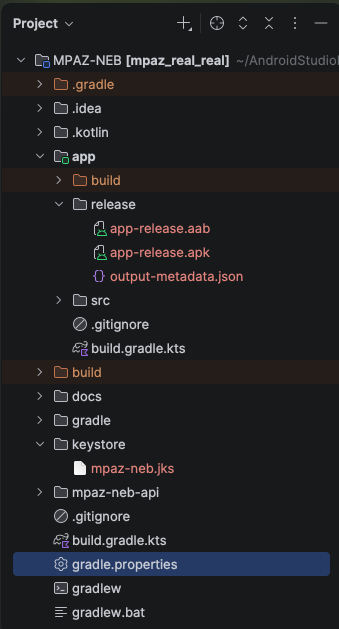 Project
MPAZ-NEB [mpaz_real_real] ~/AndroidStudio
.gradle
.idea
.kotlin
app
build
release
app-release.aab
app-release.apk
output-metadata.json
src
.gitignore
build.gradle.kts
build
docs
gradle
keystore
mpaz-neb.jks
mpaz-neb-api
.gitignore
build.gradle.kts
gradle.properties
gradlew
gradlew.bat